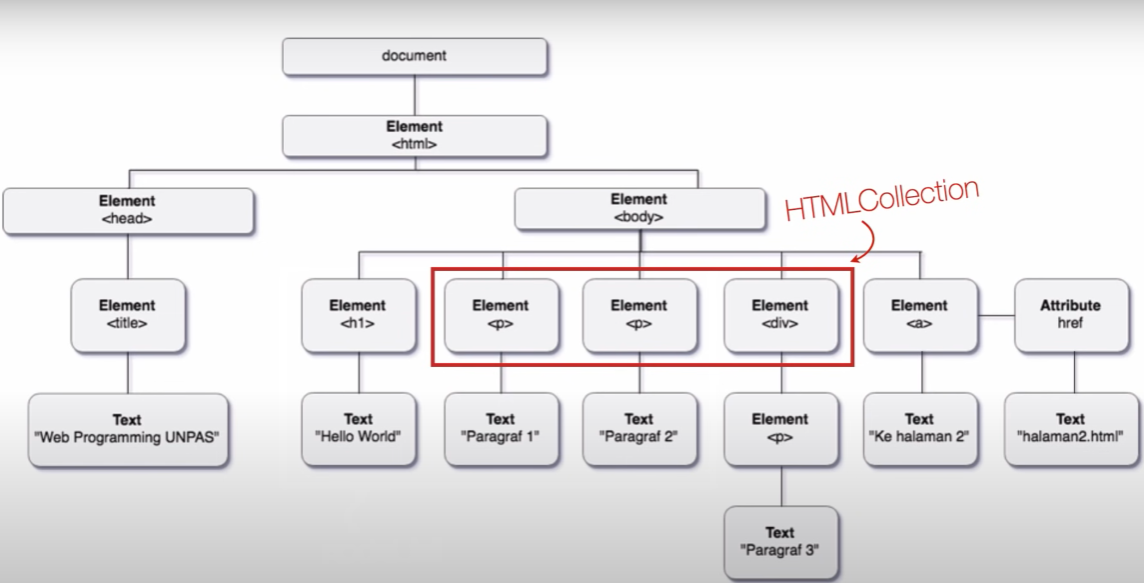 document
Element
<html>
Element
<head>
Element
<body>
HTMLCollection
Element
<title>
Element
<h1>
Element
<p>
Element
<p>
Element
<div>
Element
<a>
Attribute
href
Text
"Web Programming UNPAS"
Text
"Hello World"
Text
"Paragraf 1"
Text
"Paragraf 2"
Element
<p>
Text
"Ke halaman 2"
Text
"halaman2.html"
Text
"Paragraf 3"